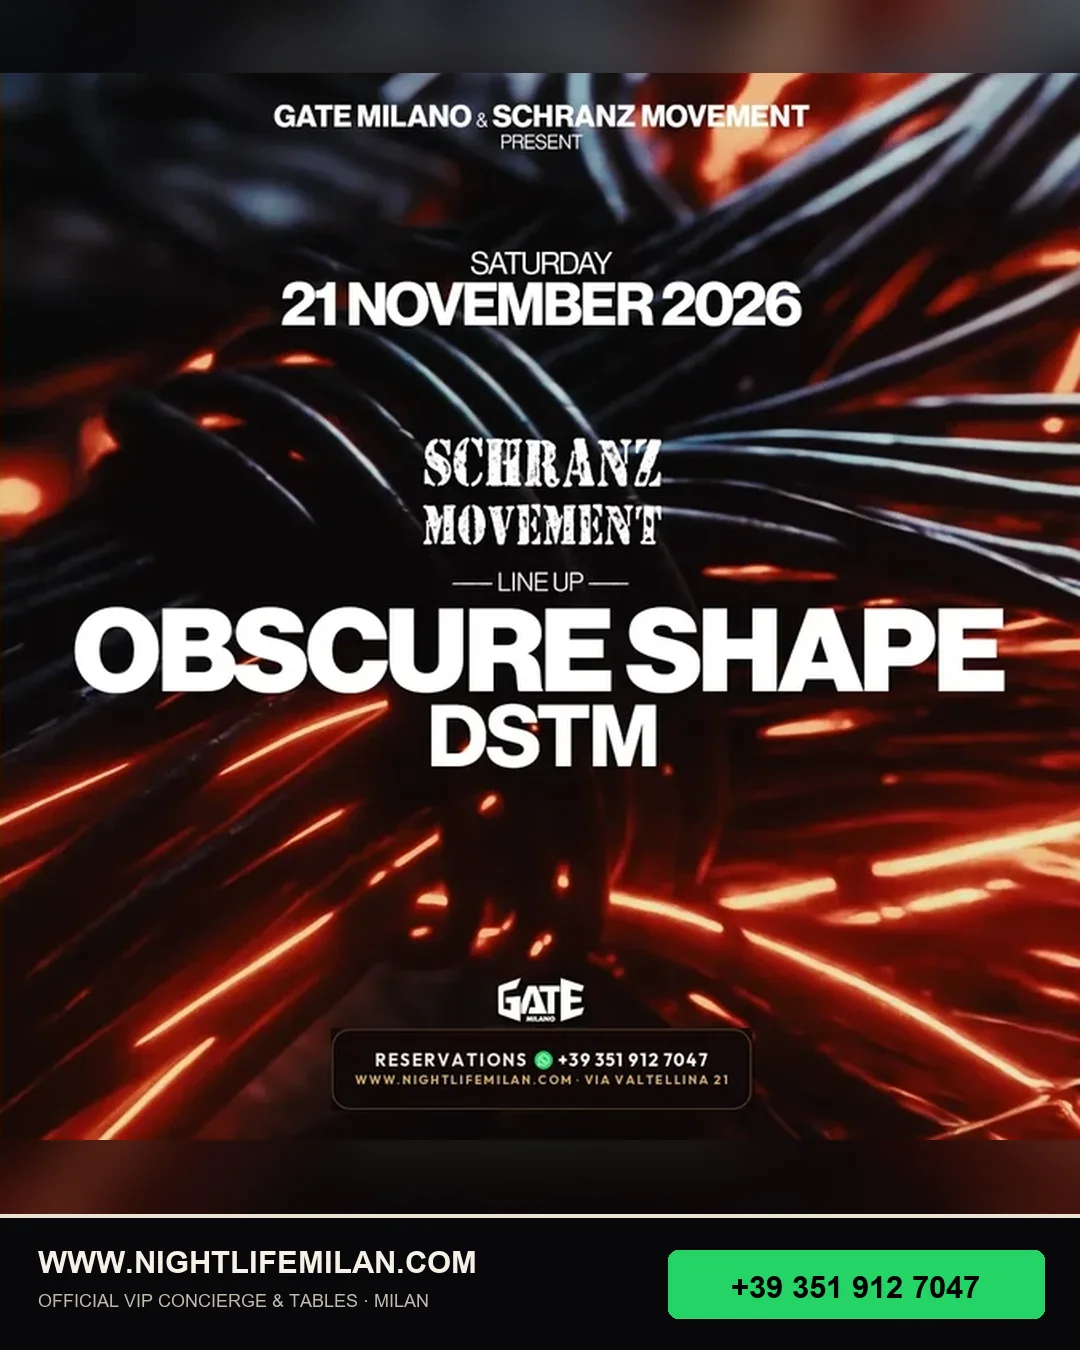 GATE MILANO & SCHRANZ MOVEMENT
PRESENT
SATURDAY
21 NOVEMBER 2026
SCHRANZ
MOVEMENT
LINE UP
OBSCURE SHAPE
DSTM
GATE
MILANO
RESERVATIONS +39 351 912 7047
WWW.NIGHTLIFEMILAN.COM · VIA VALTELLINA 21
WWW.NIGHTLIFEMILAN.COM
OFFICIAL VIP CONCIERGE & TABLES · MILAN
+39 351 912 7047